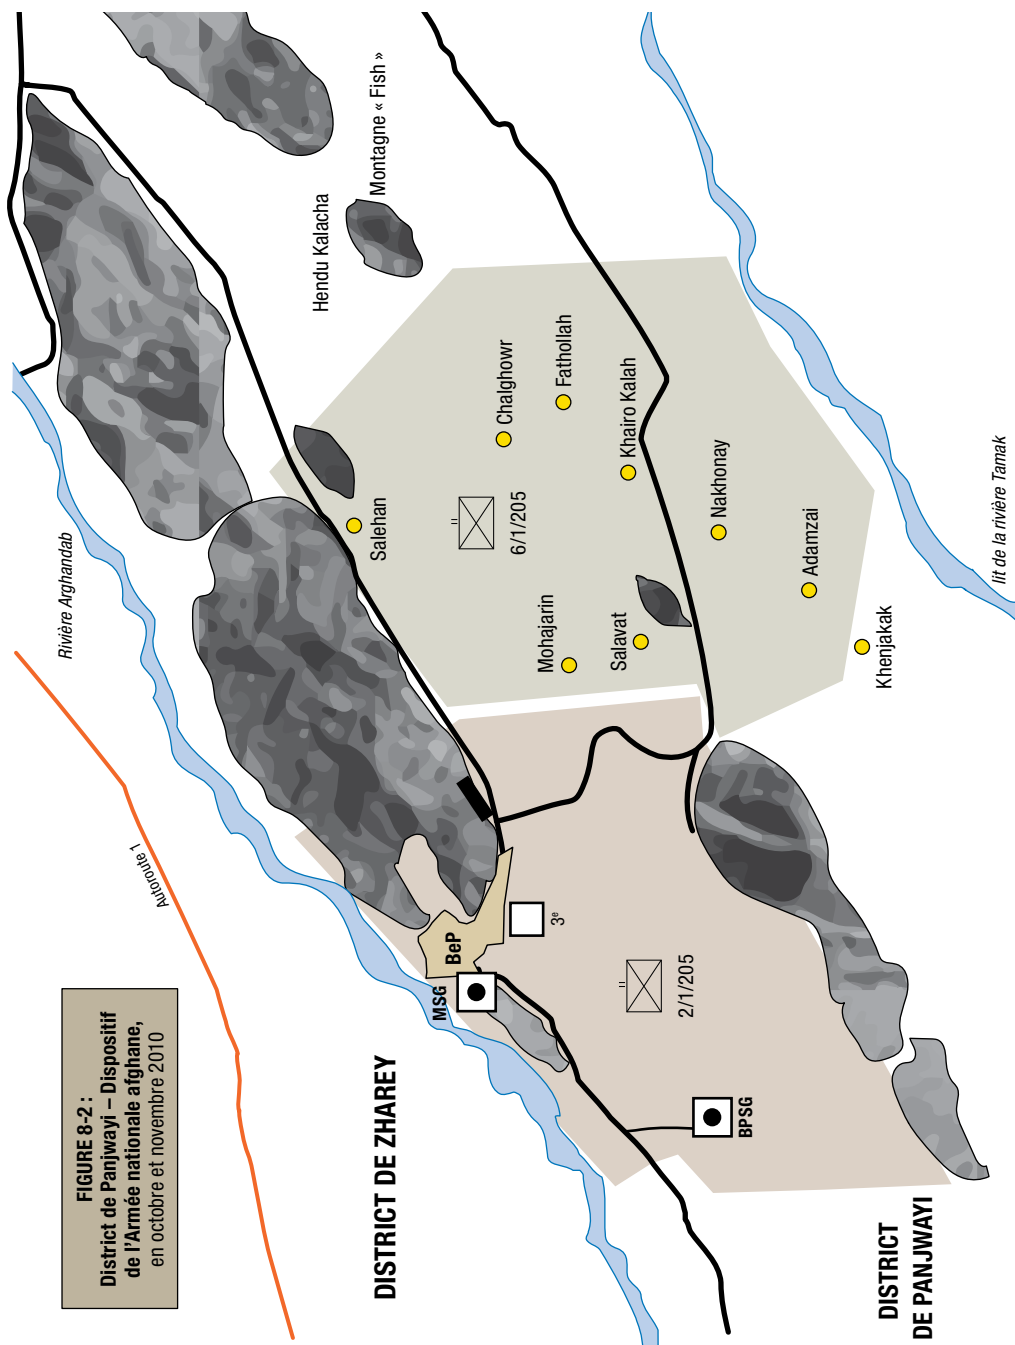 FIGURE 8-2 :
District de Panjwayi – Dispositif
de l'Armée nationale afghane,
en octobre et novembre 2010
Autoroute 1
Rivière Arghandab
DISTRICT DE ZHAREY
MSG
BeP
3e
2/1/205
BPSG
DISTRICT
DE PANJWAYI
Hendu Kalacha
Montagne « Fish »
Salehan
Chalghowr
Fathollah
6/1/205
Khairo Kalah
Mohajarin
Salavat
Nakhonay
Adamzai
Khenjakak
lit de la rivière Tarnak